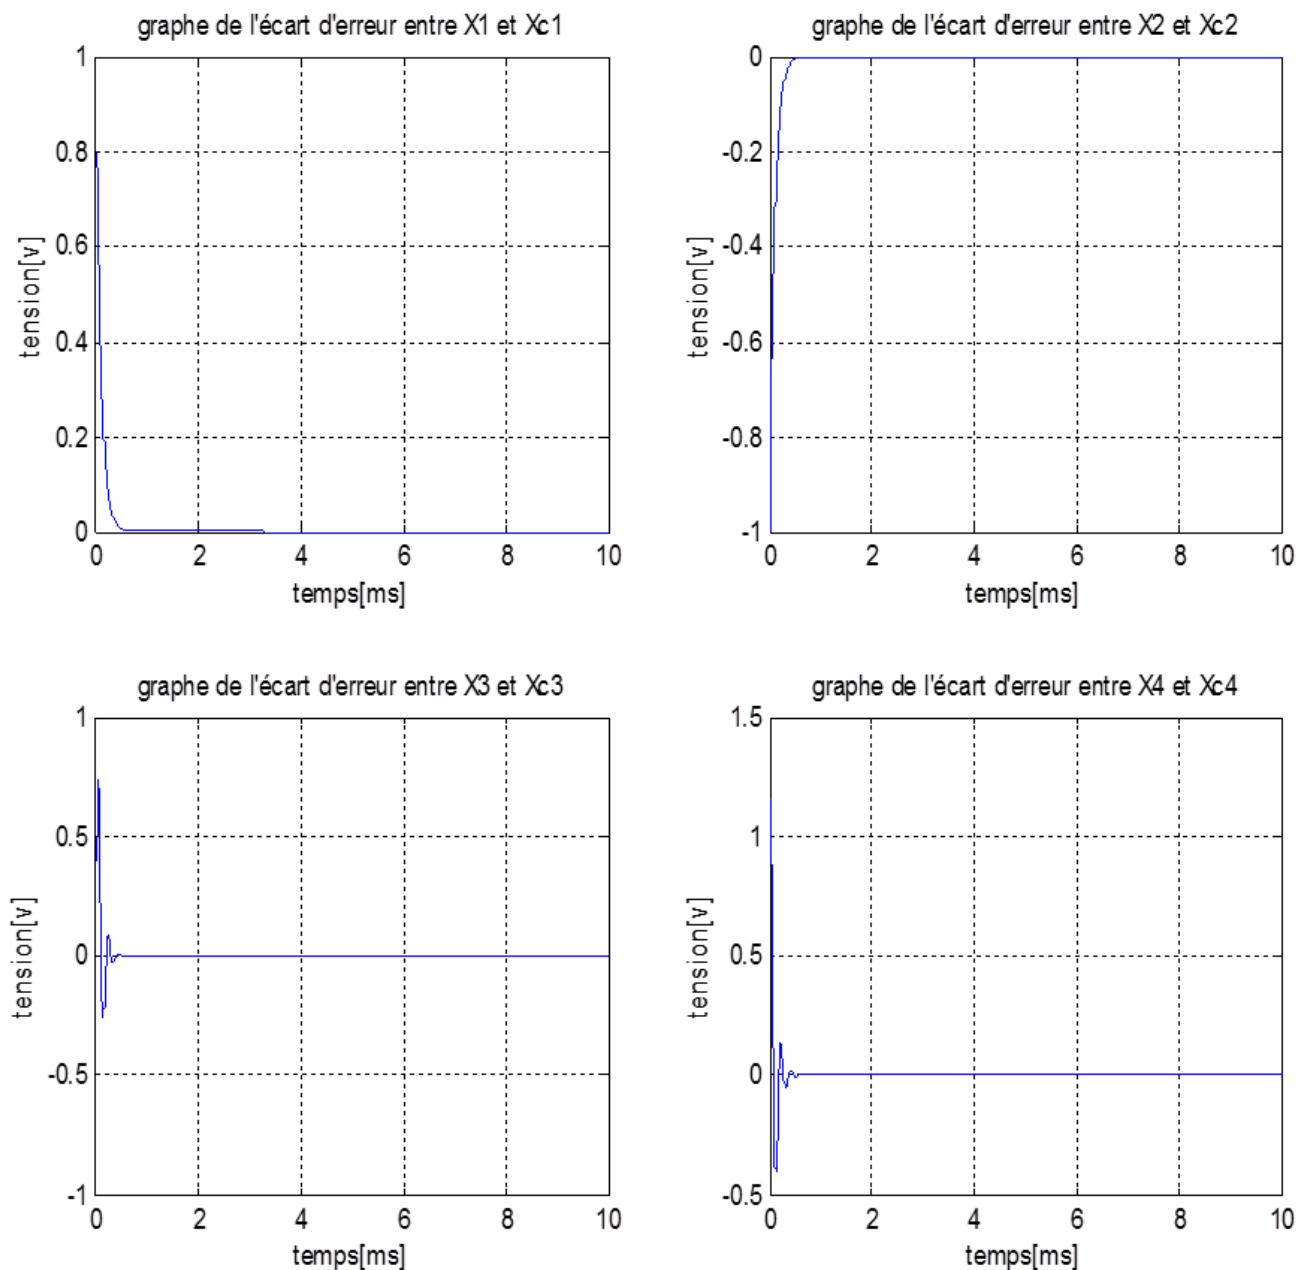 graphe de l'écart d'erreur entre X1 et Xc1
1
0.8
0.6
0.4
0.2
0
tension[v]
0 2 4 6 8 10
temps[ms]
graphe de l'écart d'erreur entre X2 et Xc2
0
-0.2
-0.4
-0.6
-0.8
-1
tension[v]
0 2 4 6 8 10
temps[ms]
graphe de l'écart d'erreur entre X3 et Xc3
1
0.5
0
-0.5
-1
tension[v]
0 2 4 6 8 10
temps[ms]
graphe de l'écart d'erreur entre X4 et Xc4
1.5
1
0.5
0
-0.5
tension[v]
0 2 4 6 8 10
temps[ms]